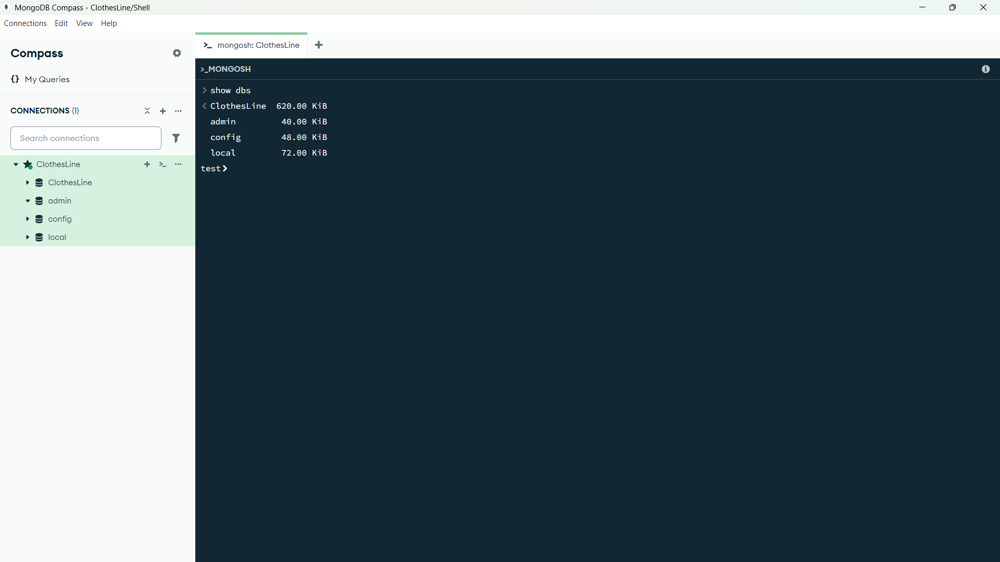 MongoDB Compass - ClothesLine/Shell
Connections Edit View Help
Compass
{} My Queries
CONNECTIONS (1)
Search connections
ClothesLine
ClothesLine
admin
config
local
>_ mongosh: ClothesLine
>_MONGOSH
> show dbs
< ClothesLine 620.00 KiB
admin 40.00 KiB
config 48.00 KiB
local 72.00 KiB
test>